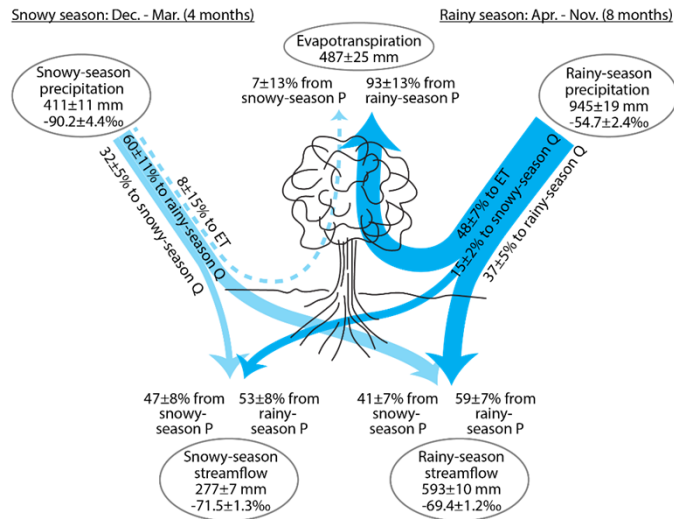 Snowy season: Dec. - Mar. (4 months)
Rainy season: Apr. - Nov. (8 months)
Evapotranspiration
487±25 mm
7±13% from
snowy-season P
93±13% from
rainy-season P
Snowy-season
precipitation
411±11 mm
-90.2±4.4‰
Rainy-season
precipitation
945±19 mm
-54.7±2.4‰
8±15% to ET
60±11% to rainy-season Q
32±5% to snowy-season Q
48±7% to ET
15±2% to snowy-season Q
37±5% to rainy-season Q
47±8% from
snowy-
season P
53±8% from
rainy-
season P
41±7% from
snowy-
season P
59±7% from
rainy-
season P
Snowy-season
streamflow
277±7 mm
-71.5±1.3‰
Rainy-season
streamflow
593±10 mm
-69.4±1.2‰